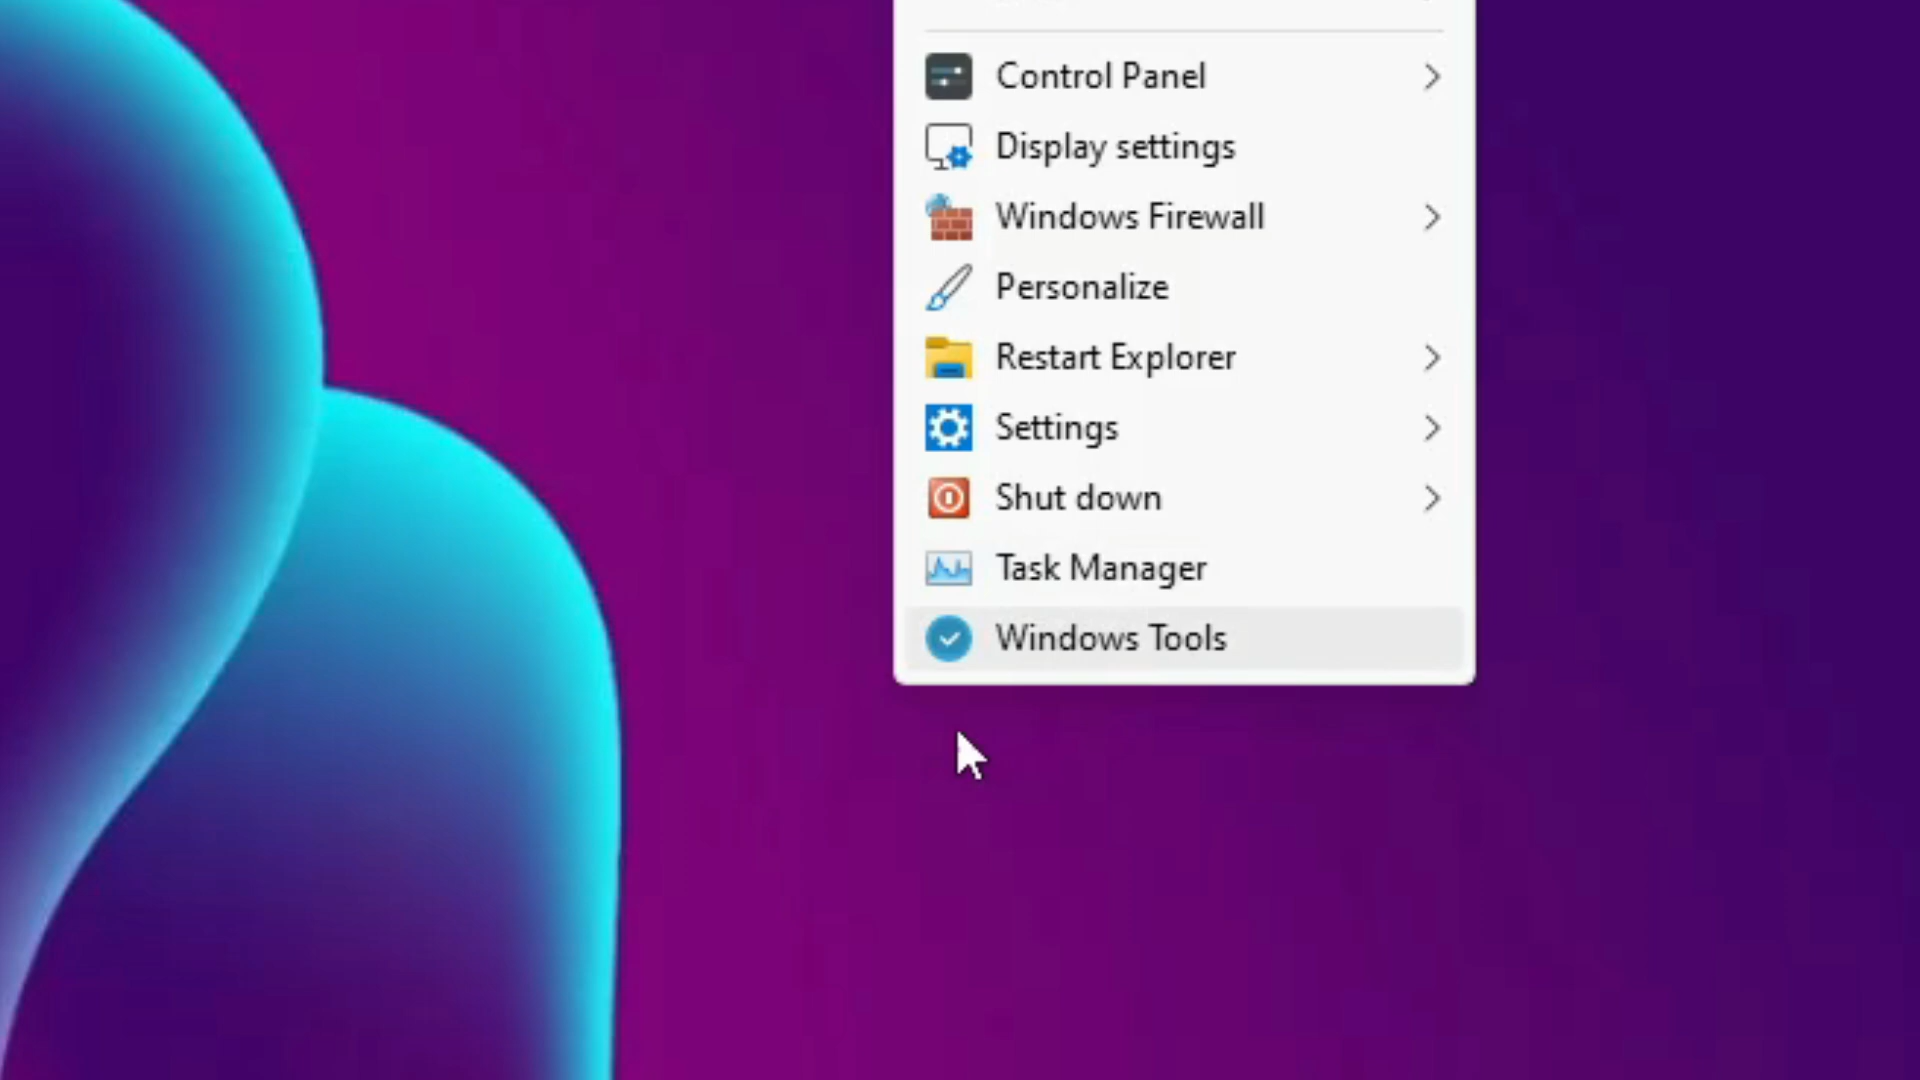 Control Panel
Display settings
Windows Firewall
Personalize
Restart Explorer
Settings
Shut down
Task Manager
Windows Tools